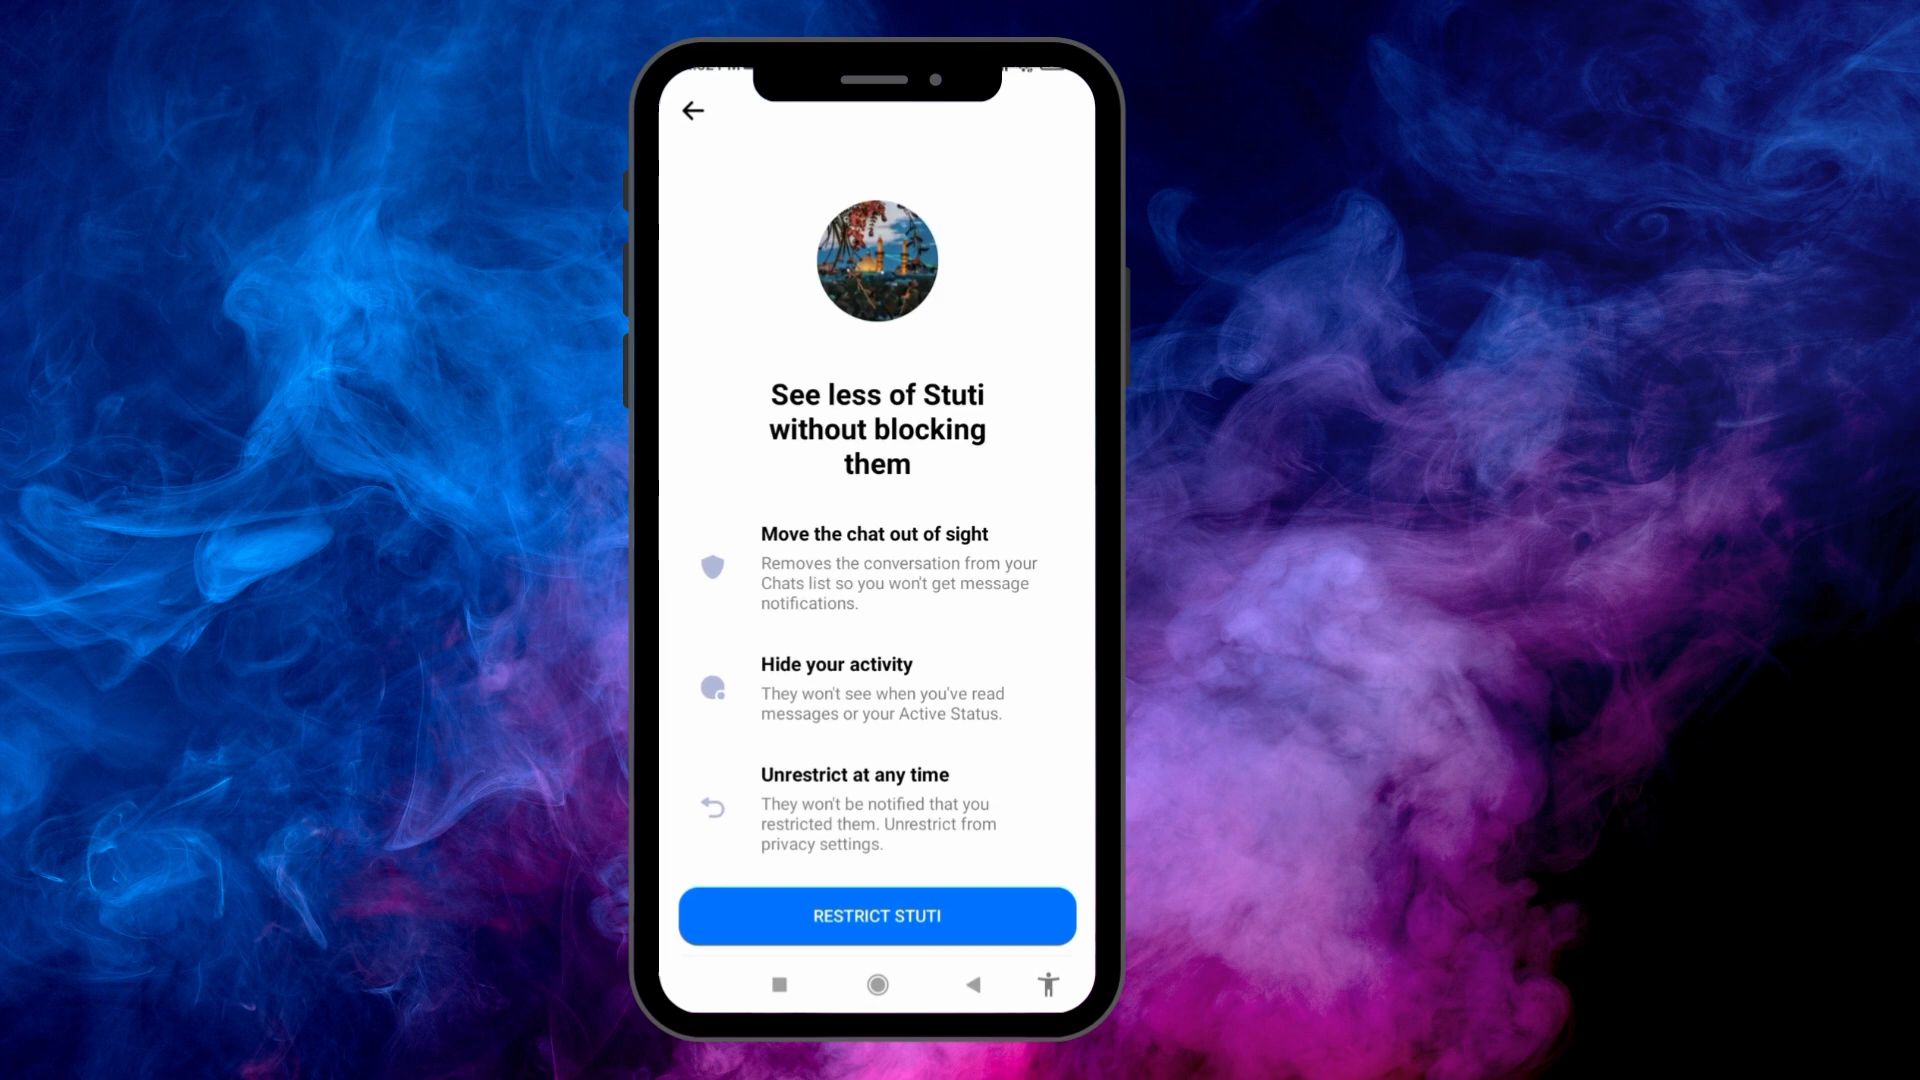 See less of Stuti
without blocking
them
Move the chat out of sight
Removes the conversation from your
Chats list so you won't get message
notifications.
Hide your activity
They won't see when you've read
messages or your Active Status.
Unrestrict at any time
They won't be notified that you
restricted them. Unrestrict from
privacy settings.
RESTRICT STUTI